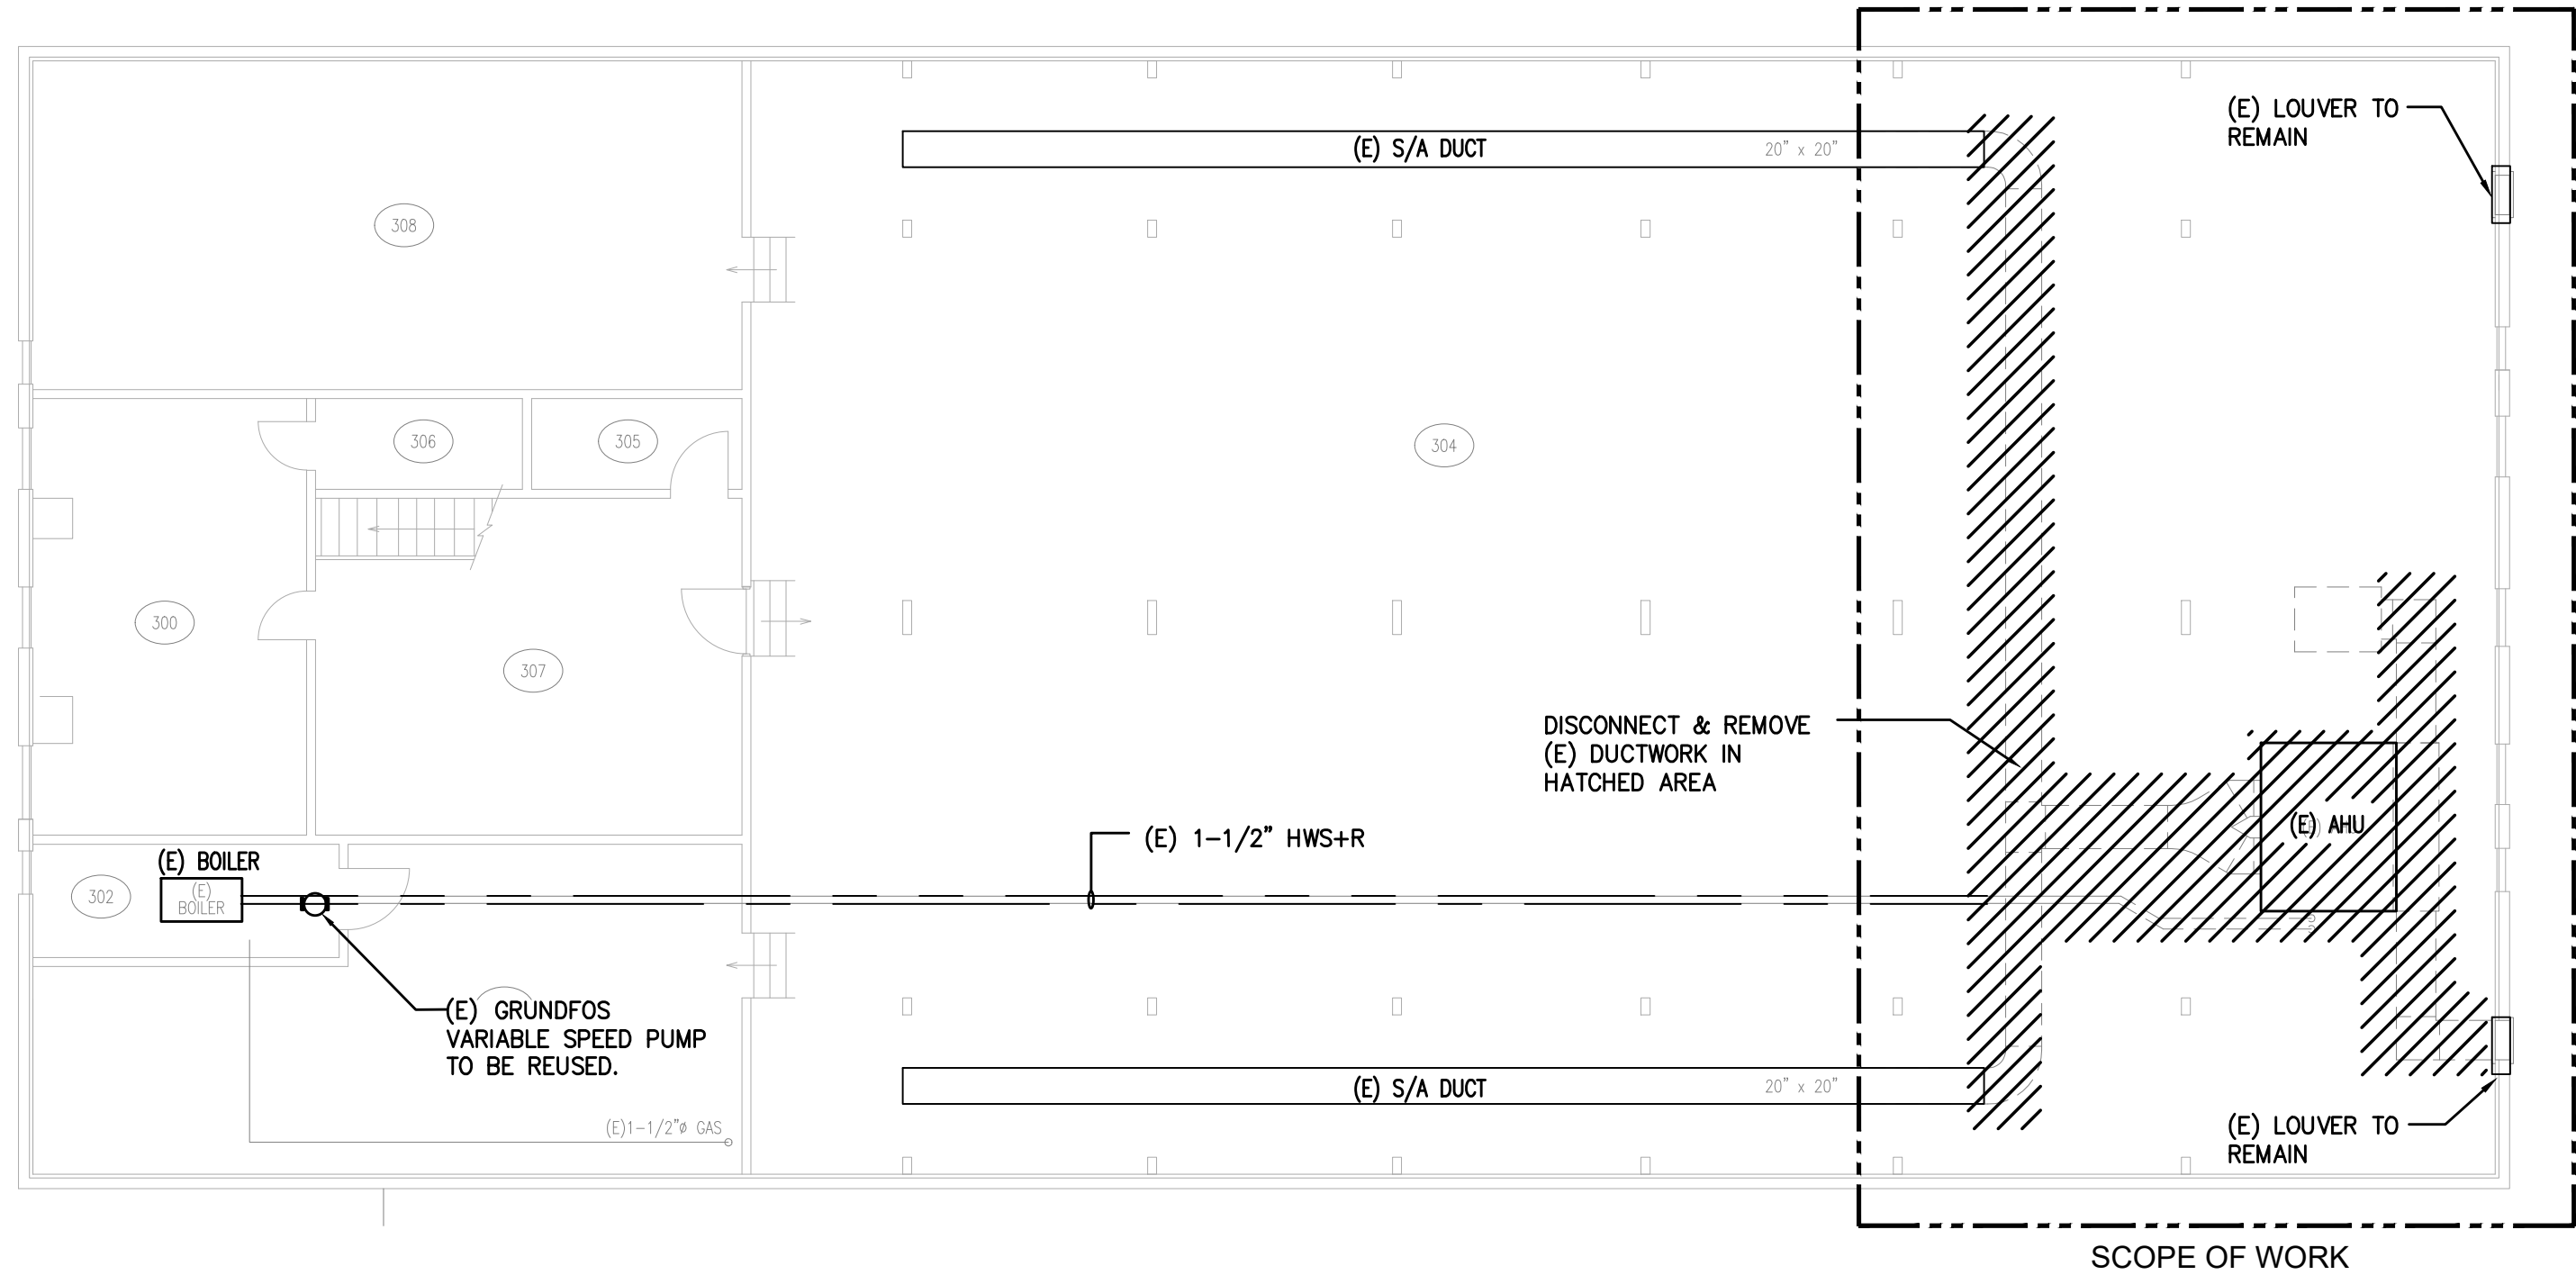 (E) LOUVER TO
REMAIN
(E) S/A DUCT
20" x 20"
308
306
305
304
300
307
DISCONNECT & REMOVE
(E) DUCTWORK IN
HATCHED AREA
(E) AHU
(E) 1-1/2" HWS+R
(E) BOILER
302
(E)
BOILER
(E) GRUNDFOS
VARIABLE SPEED PUMP
TO BE REUSED.
(E) S/A DUCT
20" x 20"
(E)1-1/2"ø GAS
(E) LOUVER TO
REMAIN
SCOPE OF WORK